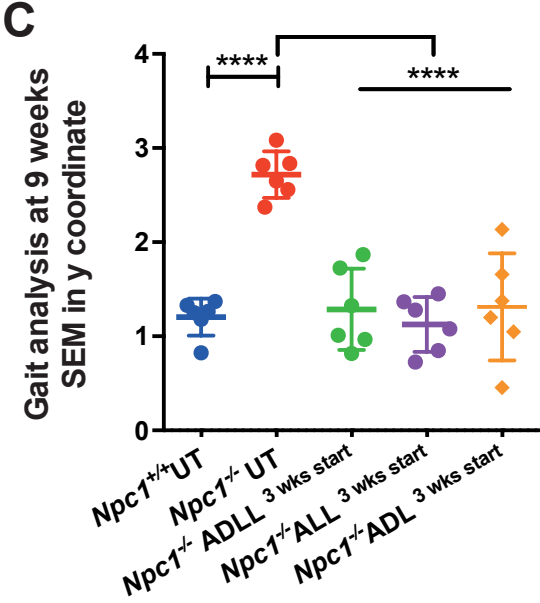 C
Gait analysis at 9 weeks
SEM in y coordinate
4
3
2
1
0
****
****
Npc1+/+UT
Npc1-/- UT
Npc1-/- ADLL 3 wks start
Npc1-/-ALL 3 wks start
Npc1-/-ADL 3 wks start